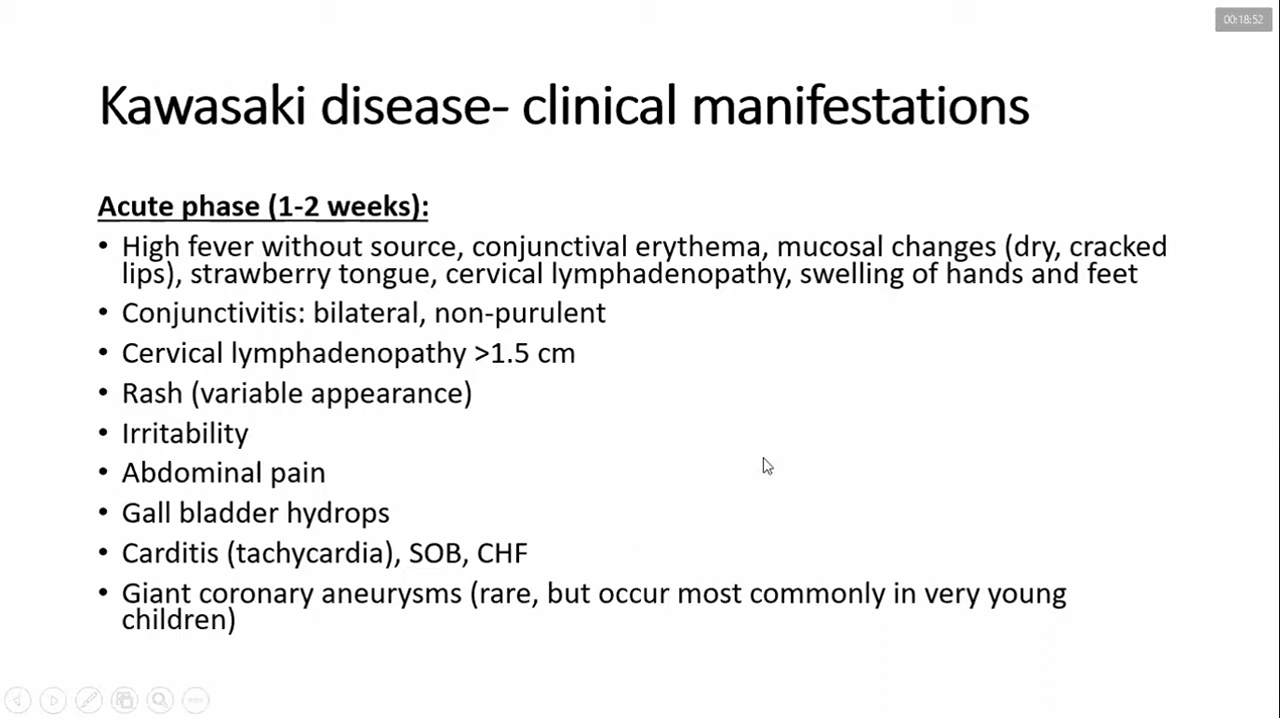 00:18:52
Kawasaki disease- clinical manifestations
Acute phase (1-2 weeks):
• High fever without source, conjunctival erythema, mucosal changes (dry, cracked
lips), strawberry tongue, cervical lymphadenopathy, swelling of hands and feet
• Conjunctivitis: bilateral, non-purulent
• Cervical lymphadenopathy >1.5 cm
• Rash (variable appearance)
• Irritability
• Abdominal pain
• Gall bladder hydrops
• Carditis (tachycardia), SOB, CHF
• Giant coronary aneurysms (rare, but occur most commonly in very young
children)